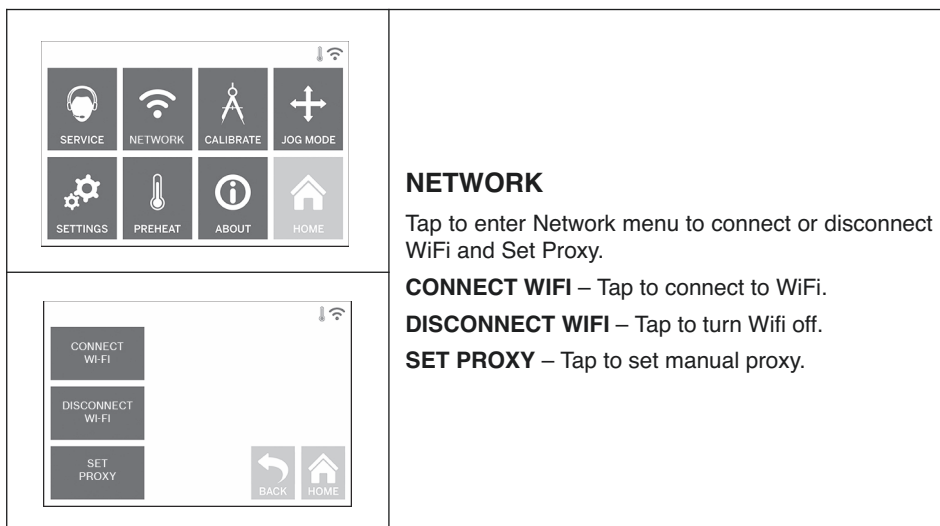 SERVICE NETWORK CALIBRATE JOG MODE
SETTINGS PREHEAT ABOUT HOME
CONNECT
WI-FI
DISCONNECT
WI-FI
SET
PROXY
BACK HOME
NETWORK
Tap to enter Network menu to connect or disconnect
WiFi and Set Proxy.
CONNECT WIFI – Tap to connect to WiFi.
DISCONNECT WIFI – Tap to turn Wifi off.
SET PROXY – Tap to set manual proxy.